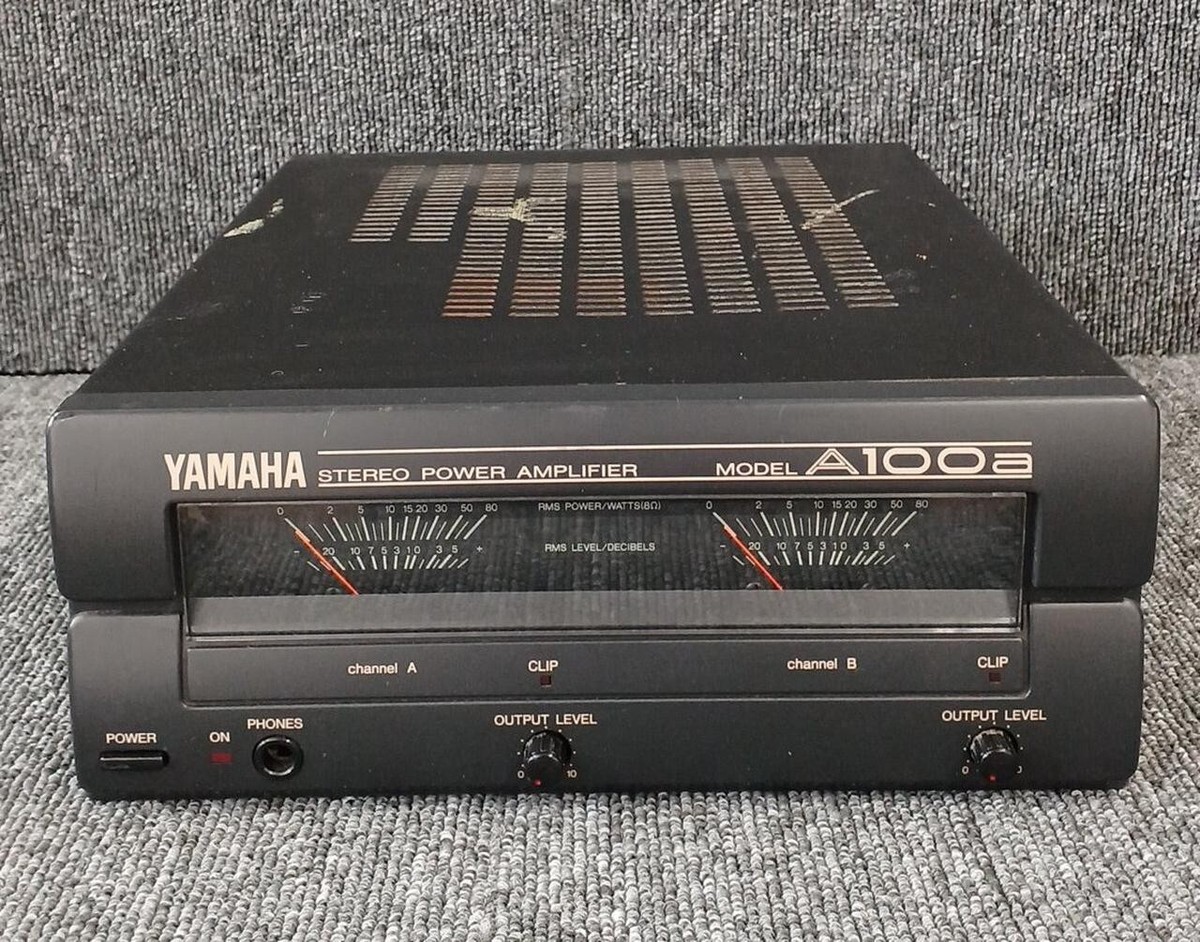 YAMAHA STEREO POWER AMPLIFIER MODEL A100a
0 2 5 10 15 20 30 50 80 RMS POWER/WATTS(8Ω) 0 2 5 10 15 20 30 50 80
- 20 10 7 5 3 1 0 3 5 + RMS LEVEL/DECIBELS - 20 10 7 5 3 1 0 3 5 +
channel A CLIP channel B CLIP
POWER ON PHONES OUTPUT LEVEL OUTPUT LEVEL
0 10 0